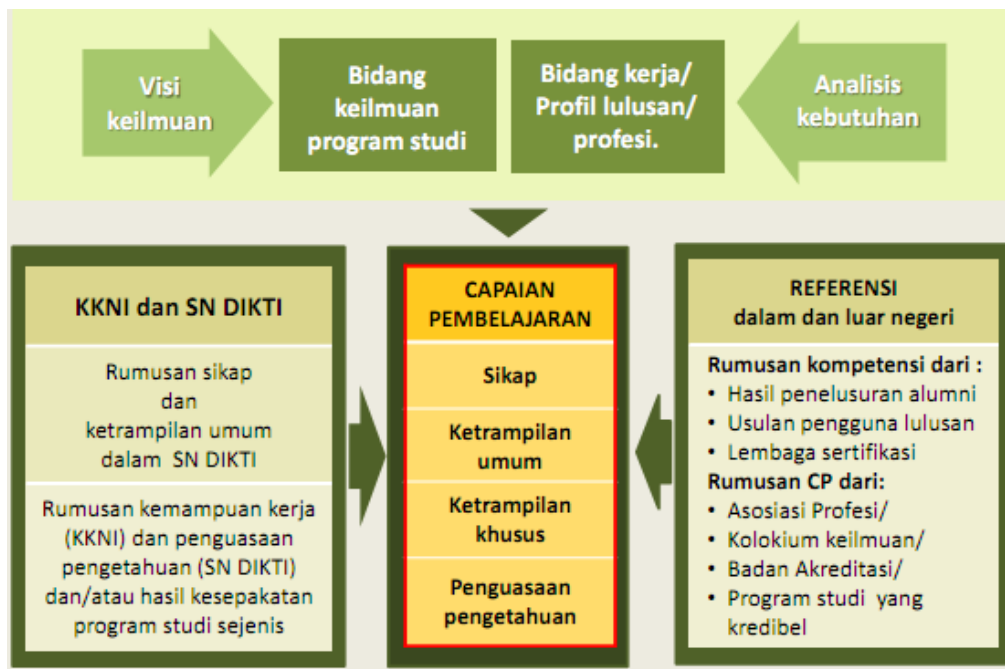 Visi
keilmuan
Bidang
keilmuan
program studi
Bidang kerja/
Profil lulusan/
profesi.
Analisis
kebutuhan
KKNI dan SN DIKTI
Rumusan sikap
dan
ketrampilan umum
dalam SN DIKTI
Rumusan kemampuan kerja
(KKNI) dan penguasaan
pengetahuan (SN DIKTI)
dan/atau hasil kesepakatan
program studi sejenis
CAPAIAN
PEMBELAJARAN
Sikap
Ketrampilan
umum
Ketrampilan
khusus
Penguasaan
pengetahuan
REFERENSI
dalam dan luar negeri
Rumusan kompetensi dari :
• Hasil penelusuran alumni
• Usulan pengguna lulusan
• Lembaga sertifikasi
Rumusan CP dari:
• Asosiasi Profesi/
• Kolokium keilmuan/
• Badan Akreditasi/
• Program studi yang
kredibel